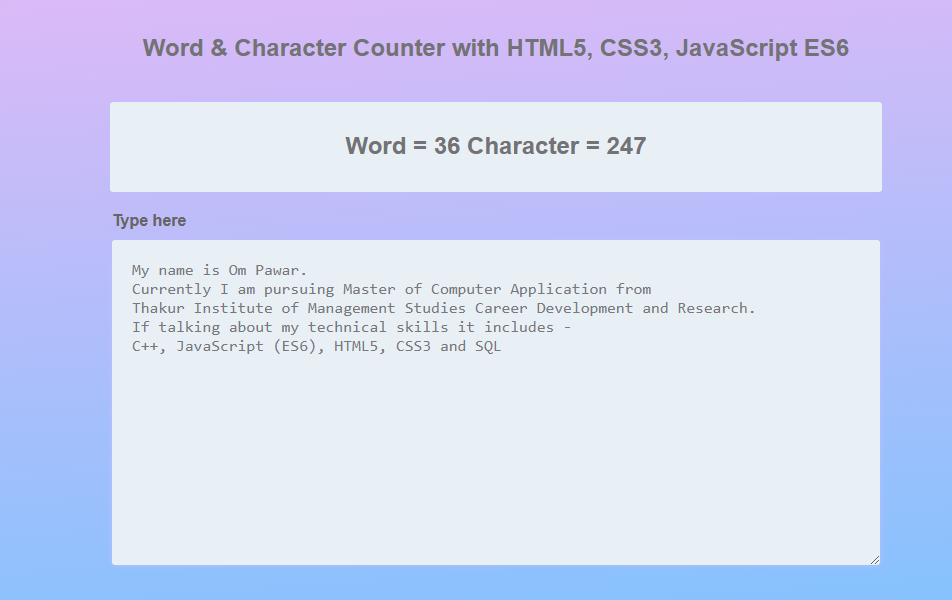 Word & Character Counter with HTML5, CSS3, JavaScript ES6
Word = 36 Character = 247
Type here
My name is Om Pawar.
Currently I am pursuing Master of Computer Application from
Thakur Institute of Management Studies Career Development and Research.
If talking about my technical skills it includes -
C++, JavaScript (ES6), HTML5, CSS3 and SQL